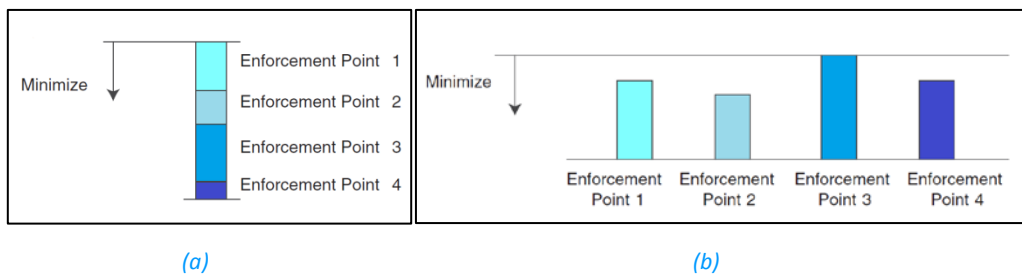 Minimize
Enforcement Point 1
Enforcement Point 2
Enforcement Point 3
Enforcement Point 4
(a)
Minimize
Enforcement
Point 1
Enforcement
Point 2
Enforcement
Point 3
Enforcement
Point 4
(b)